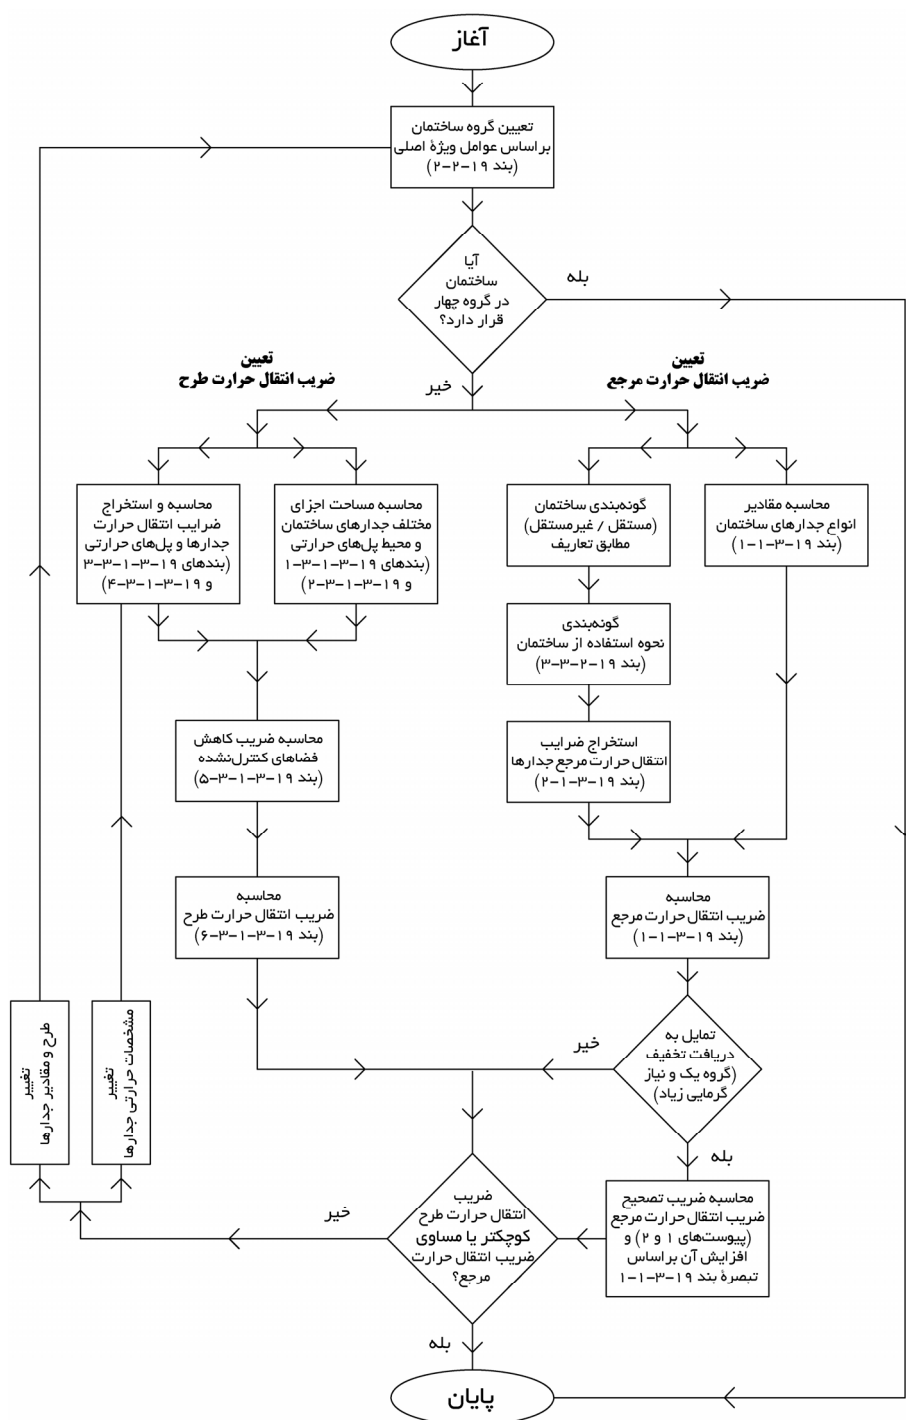 آغاز
تعیین گروه ساختمان
براساس عوامل ویژهٔ اصلی
(بند ۱۹-۲-۲)
آیا
ساختمان
در گروه چهار
قرار دارد؟
بله
خیر
تعیین
ضریب انتقال حرارت مرجع
تعیین
ضریب انتقال حرارت طرح
محاسبه مقادیر
انواع جدارهای ساختمان
(بند ۱۹-۳-۱-۱)
گونه‌بندی ساختمان
(مستقل / غیرمستقل)
مطابق تعاریف
گونه‌بندی
نحوه استفاده از ساختمان
(بند ۱۹-۲-۳-۳)
استخراج ضرایب
انتقال حرارت مرجع جدارها
(بند ۱۹-۳-۱-۲)
محاسبه
ضریب انتقال حرارت مرجع
(بند ۱۹-۳-۱-۱)
تمایل به
دریافت تخفیف
(گروه یک و نیاز
گرمایی زیاد)
خیر
بله
محاسبه ضریب تصحیح
ضریب انتقال حرارت مرجع
(پیوست‌های ۱ و ۲) و
افزایش آن براساس
تبصرهٔ بند ۱۹-۳-۱-۱
محاسبه مساحت اجزای
مختلف جدارهای ساختمان
و محیط پل‌های حرارتی
(بندهای ۱۹-۳-۱-۳-۱
و ۱۹-۳-۱-۳-۲)
محاسبه و استخراج
ضرایب انتقال حرارت
جدارها و پل‌های حرارتی
(بندهای ۱۹-۳-۱-۳-۳
و ۱۹-۳-۱-۳-۴)
محاسبه ضریب کاهش
فضاهای کنترل‌نشده
(بند ۱۹-۳-۱-۳-۵)
محاسبه
ضریب انتقال حرارت طرح
(بند ۱۹-۳-۱-۳-۶)
ضریب
انتقال حرارت طرح
کوچکتر یا مساوی
ضریب انتقال حرارت
مرجع؟
خیر
بله
تغییر
مشخصات حرارتی جدارها
تغییر
طرح و مقادیر جدارها
پایان